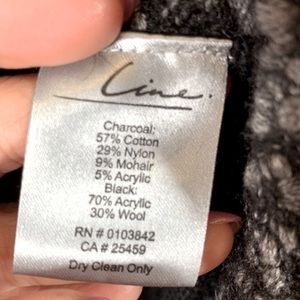 Line.
Charcoal:
57% Cotton
29% Nylon
9% Mohair
5% Acrylic
Black:
70% Acrylic
30% Wool
RN # 0103842
CA # 25459
Dry Clean Only